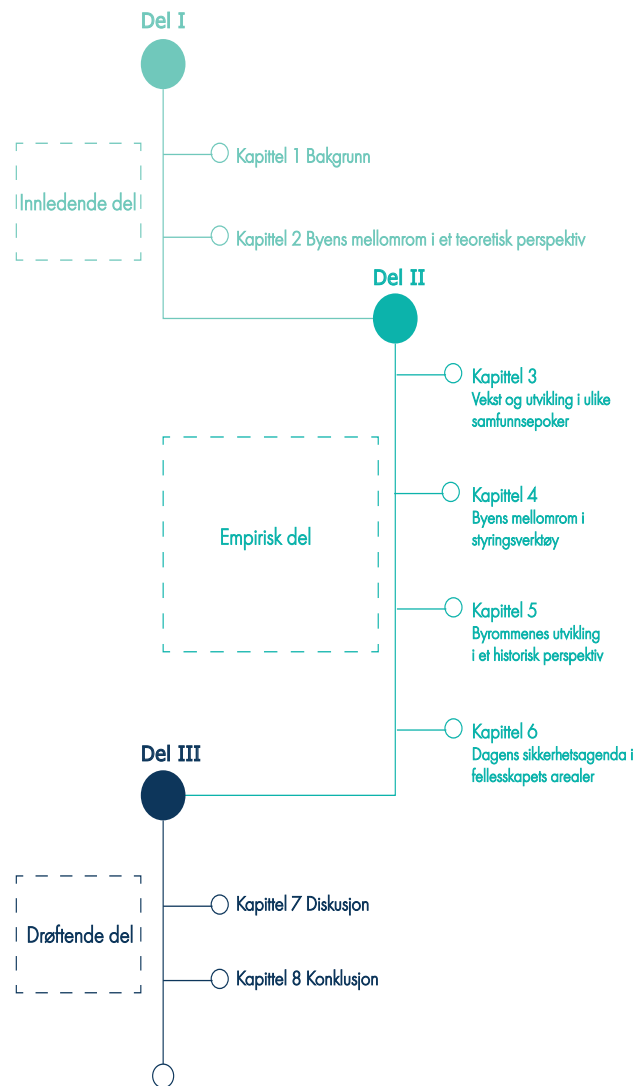 Del I
Kapittel 1 Bakgrunn
Innledende del
Kapittel 2 Byens mellomrom i et teoretisk perspektiv
Del II
Kapittel 3
Vekst og utvikling i ulike
samfunnsepoker
Kapittel 4
Byens mellomrom i
styringsverktøy
Empirisk del
Kapittel 5
Byrommenes utvikling
i et historisk perspektiv
Kapittel 6
Dagens sikkerhetsagenda i
fellesskapets arealer
Del III
Kapittel 7 Diskusjon
Drøftende del
Kapittel 8 Konklusjon